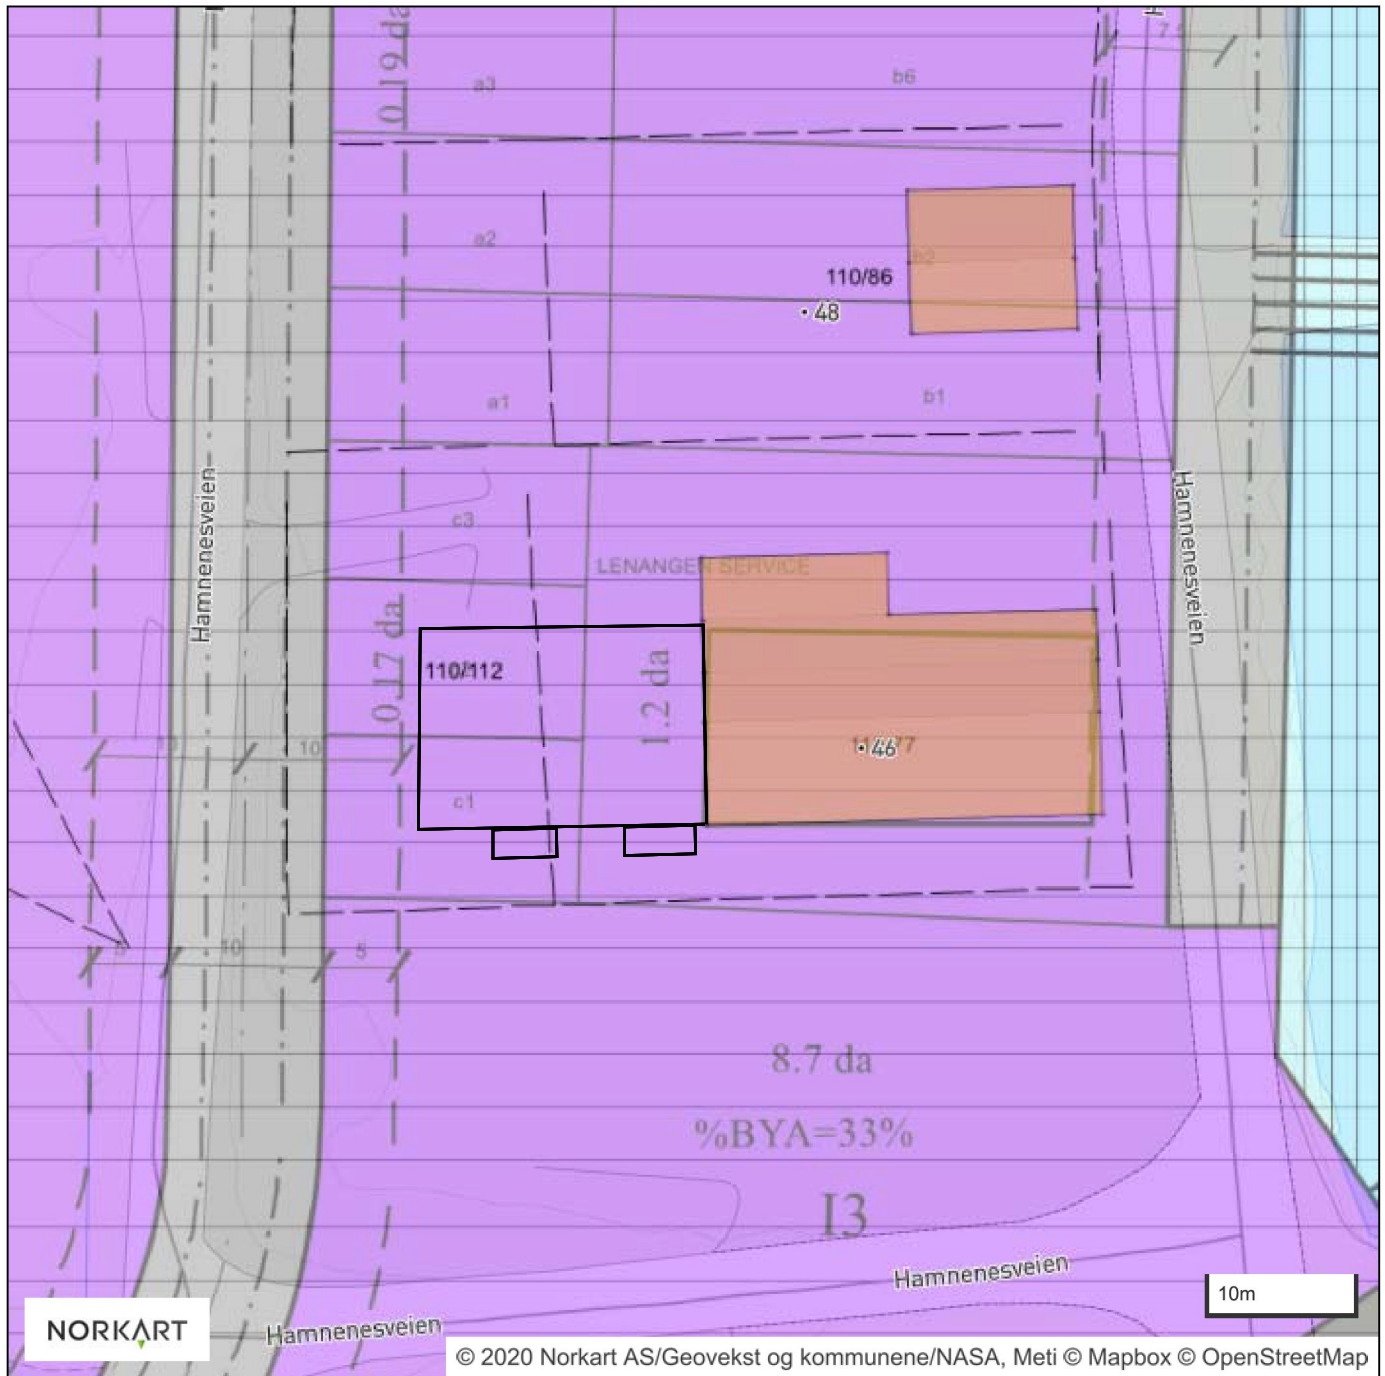 0.19 da
a3
b6
a2
b2
110/86
48
a1
b1
Hamnenesveien
Hamnenesveien
c3
LENANGEN SERVICE
0.17 da
110/112
1.2 da
46
10
c1
5
10
5
8.7 da
%BYA=33%
I3
Hamnenesveien
10m
NORKART
Hamnenesveien
© 2020 Norkart AS/Geovekst og kommunene/NASA, Meti © Mapbox © OpenStreetMap